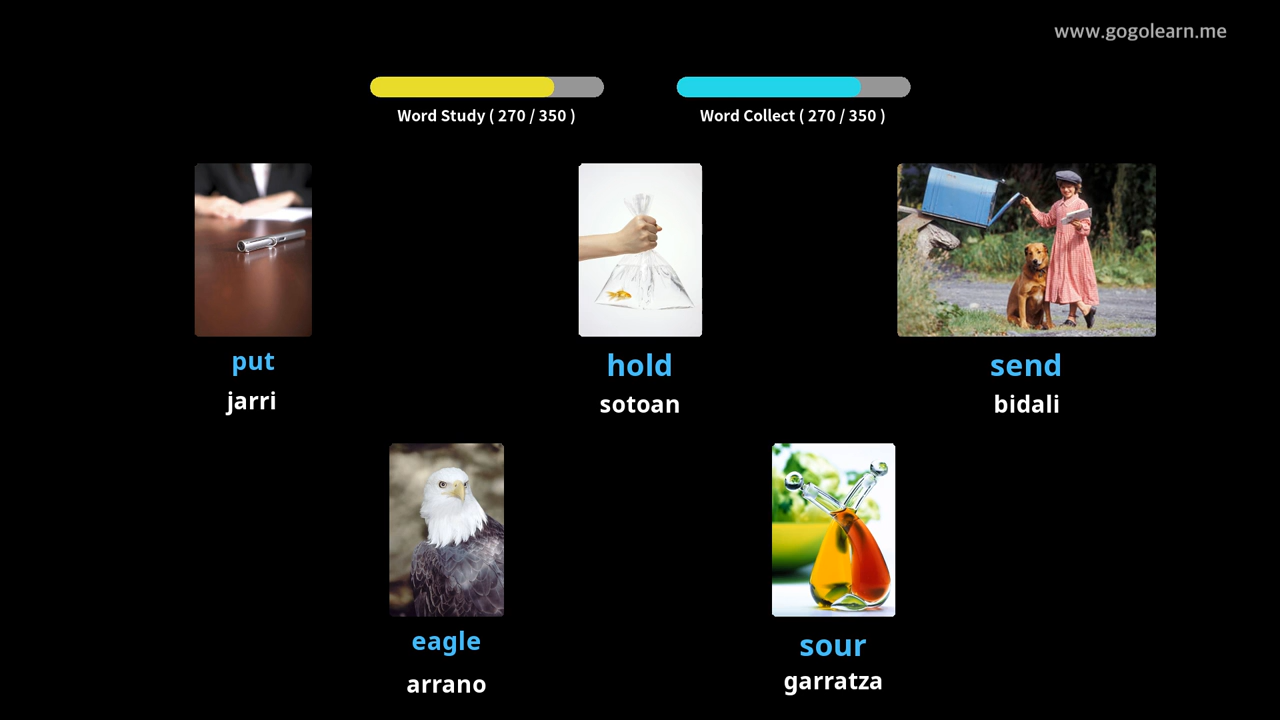 www.gogolearn.me
Word Study ( 270 / 350 )
Word Collect ( 270 / 350 )
put
jarri
hold
sotoan
send
bidali
eagle
arrano
sour
garratza